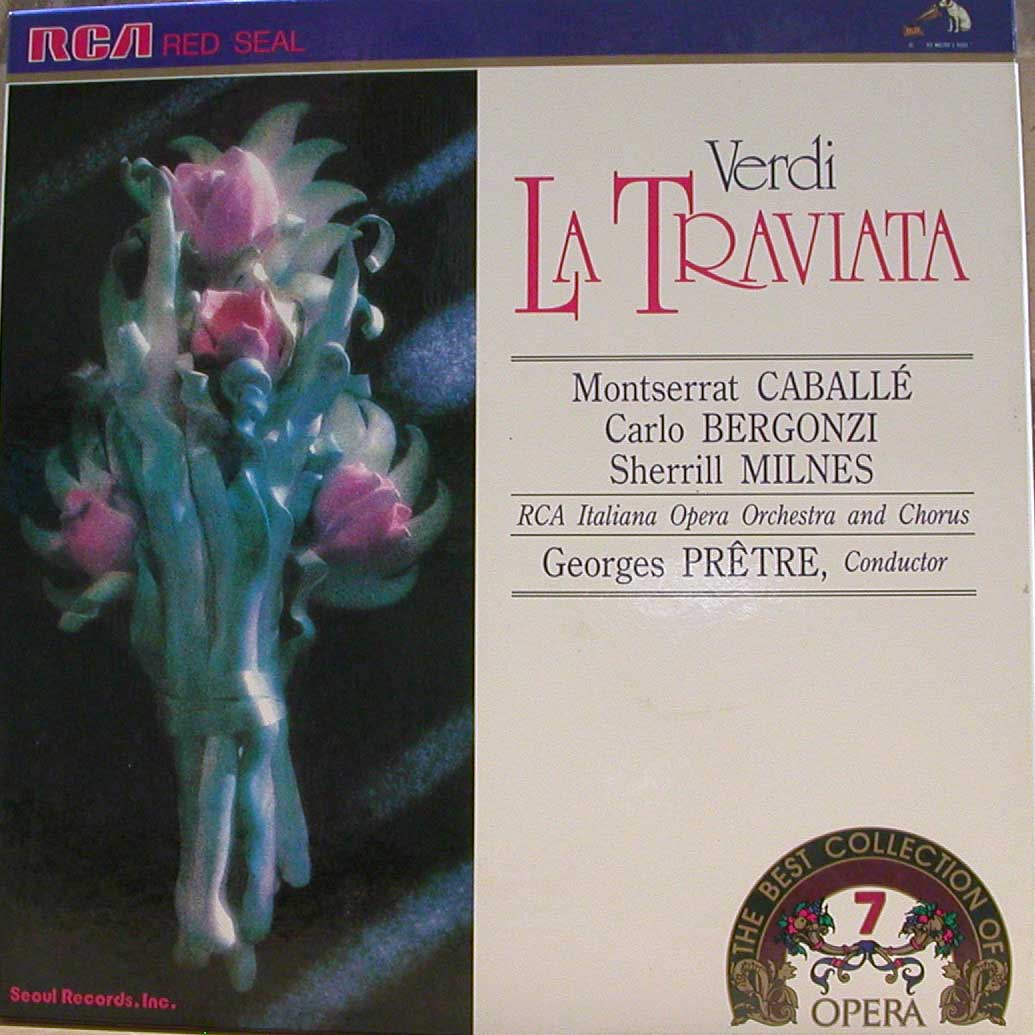 RCA RED SEAL
Verdi
LA TRAVIATA
Montserrat CABALLÉ
Carlo BERGONZI
Sherrill MILNES
RCA Italiana Opera Orchestra and Chorus
Georges PRÊTRE, Conductor
THE BEST COLLECTION OF
7
OPERA
Seoul Records, Inc.